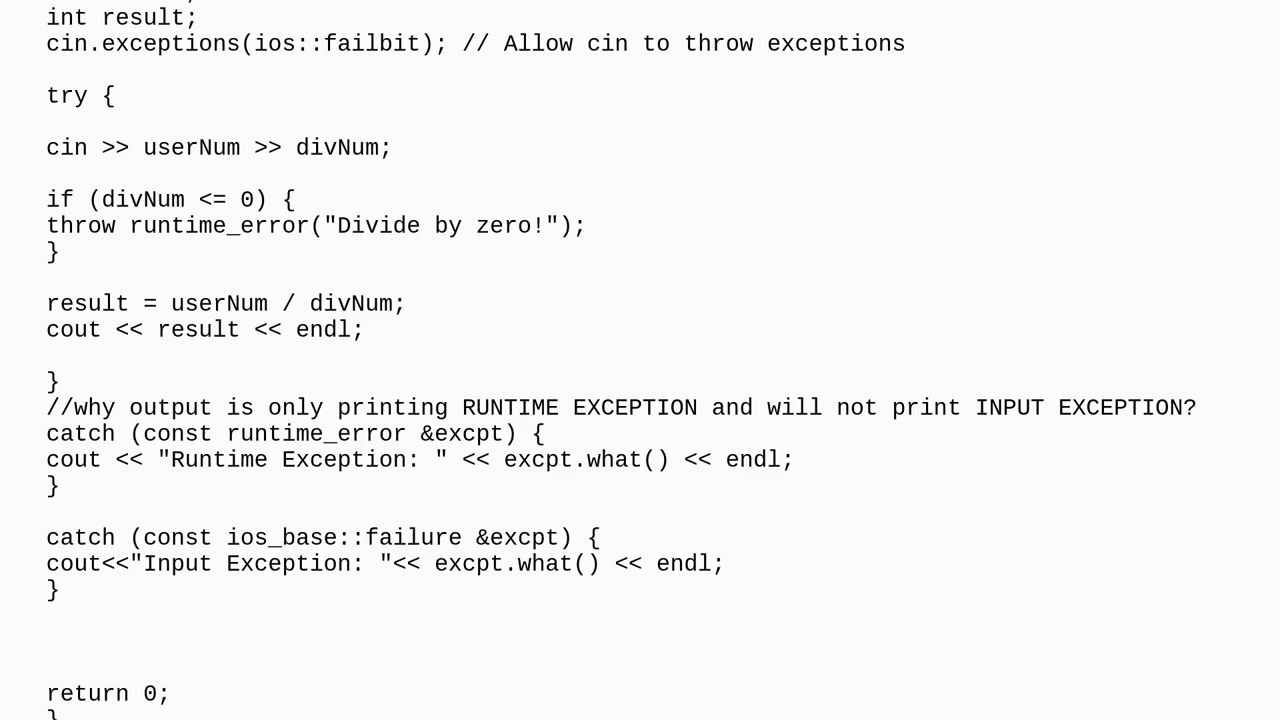 int result;
cin.exceptions(ios::failbit); // Allow cin to throw exceptions
try {
cin >> userNum >> divNum;
if (divNum <= 0) {
throw runtime_error("Divide by zero!");
}
result = userNum / divNum;
cout << result << endl;
}
//why output is only printing RUNTIME EXCEPTION and will not print INPUT EXCEPTION?
catch (const runtime_error &excpt) {
cout << "Runtime Exception: " << excpt.what() << endl;
}
catch (const ios_base::failure &excpt) {
cout<<"Input Exception: "<< excpt.what() << endl;
}
return 0;
}